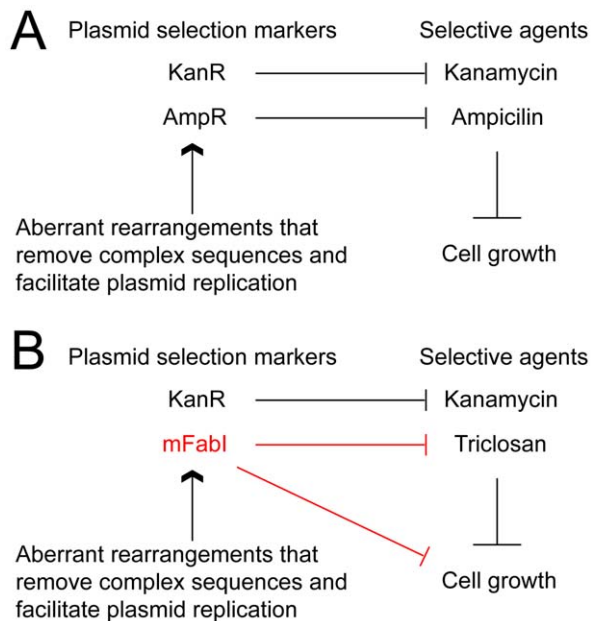 A
Plasmid selection markers
Selective agents
KanR
Kanamycin
AmpR
Ampicilin
Aberrant rearrangements that
remove complex sequences and
facilitate plasmid replication
Cell growth
B
Plasmid selection markers
Selective agents
KanR
Kanamycin
mFabI
Triclosan
Aberrant rearrangements that
remove complex sequences and
facilitate plasmid replication
Cell growth